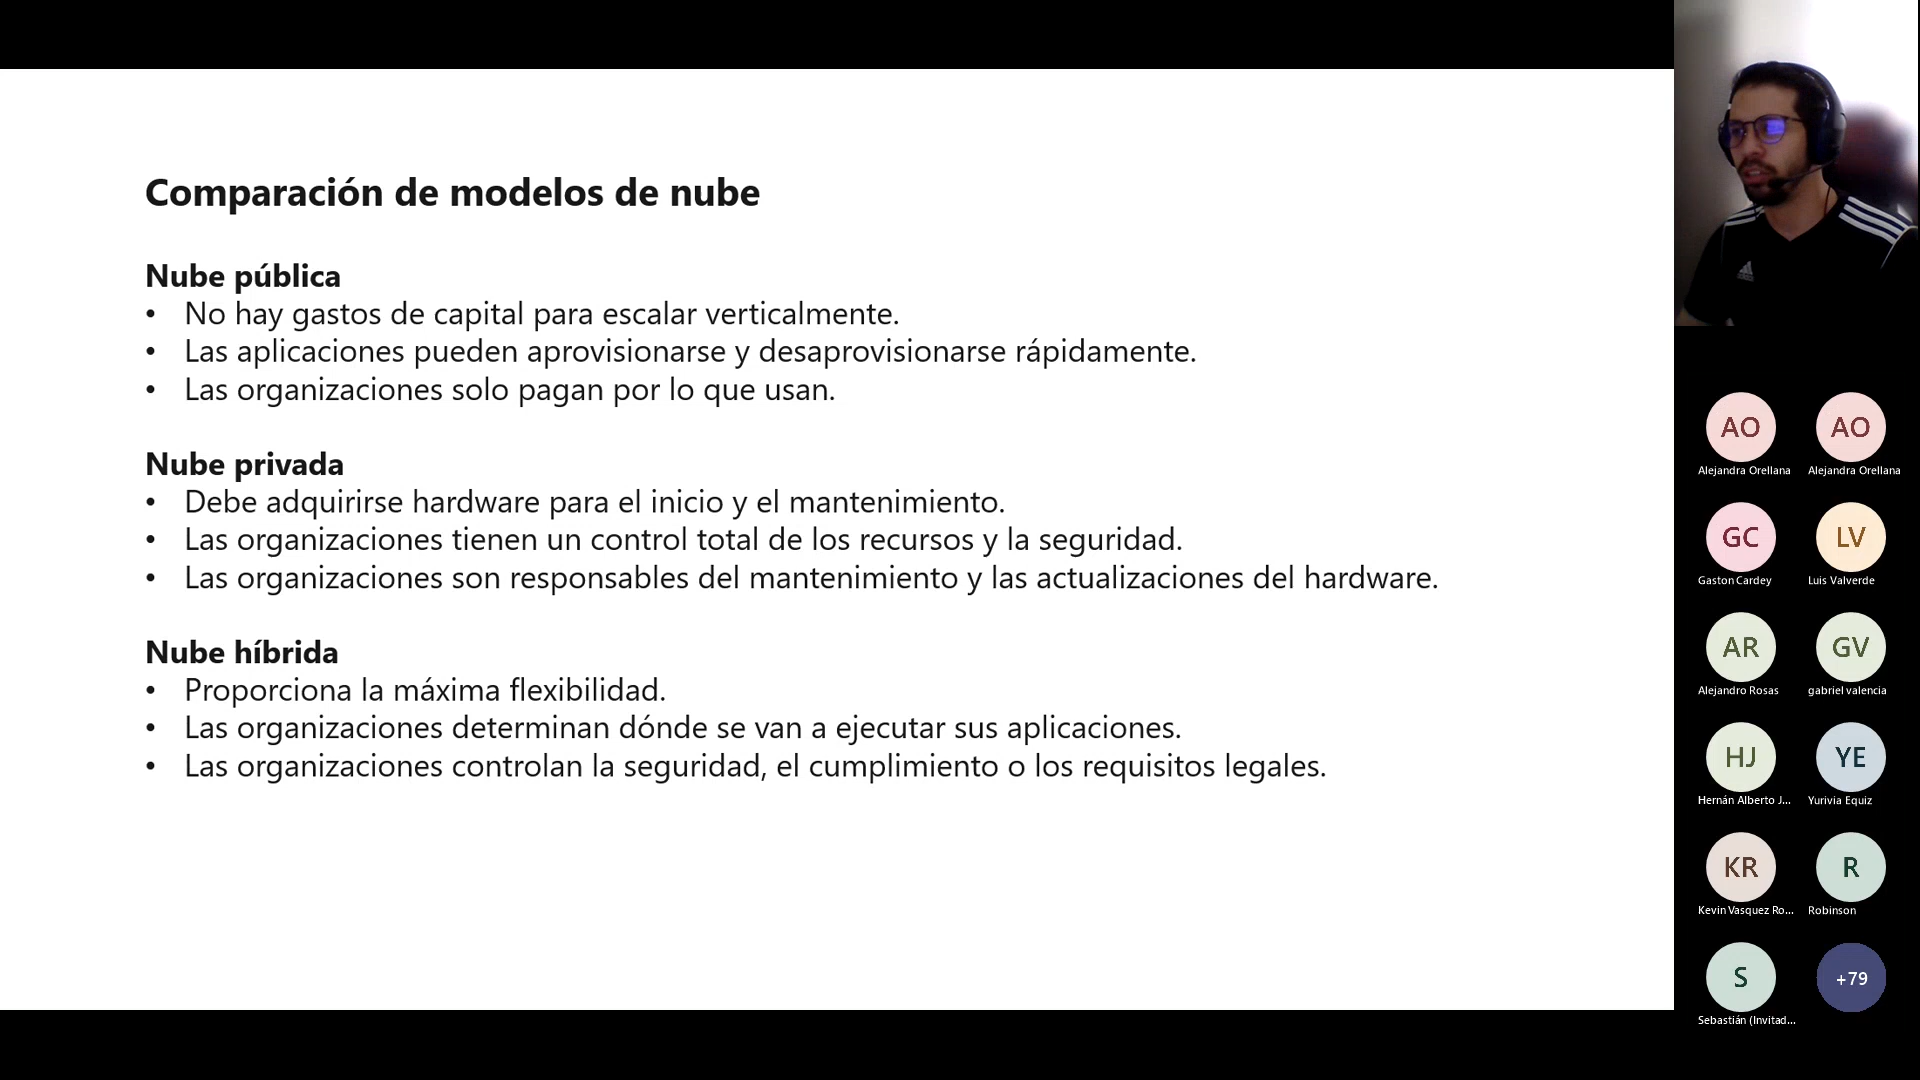 Comparación de modelos de nube
Nube pública
• No hay gastos de capital para escalar verticalmente.
• Las aplicaciones pueden aprovisionarse y desaprovisionarse rápidamente.
• Las organizaciones solo pagan por lo que usan.
Nube privada
• Debe adquirirse hardware para el inicio y el mantenimiento.
• Las organizaciones tienen un control total de los recursos y la seguridad.
• Las organizaciones son responsables del mantenimiento y las actualizaciones del hardware.
Nube híbrida
• Proporciona la máxima flexibilidad.
• Las organizaciones determinan dónde se van a ejecutar sus aplicaciones.
• Las organizaciones controlan la seguridad, el cumplimiento o los requisitos legales.
AO AO
Alejandra Orellana Alejandra Orellana
GC LV
Gaston Cardey Luis Valverde
AR GV
Alejandro Rosas gabriel valencia
HJ YE
Hernán Alberto J... Yurivia Equiz
KR R
Kevin Vasquez Ro... Robinson
S +79
Sebastián (Invitad...